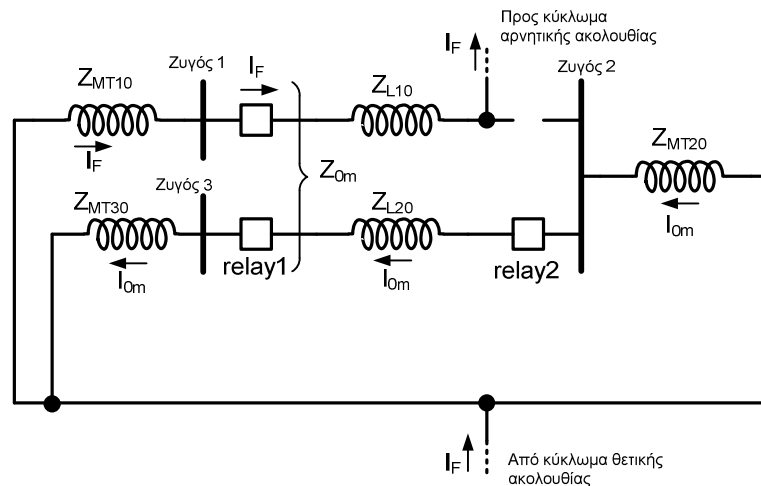 Προς κύκλωμα
αρνητικής ακολουθίας
I_F
Ζυγός 2
Ζυγός 1
I_F
Z_MT10
Z_L10
I_F
Z_0m
Z_MT20
Ζυγός 3
Z_MT30
Z_L20
I_0m
relay1
relay2
I_0m
I_0m
I_F
Από κύκλωμα θετικής
ακολουθίας